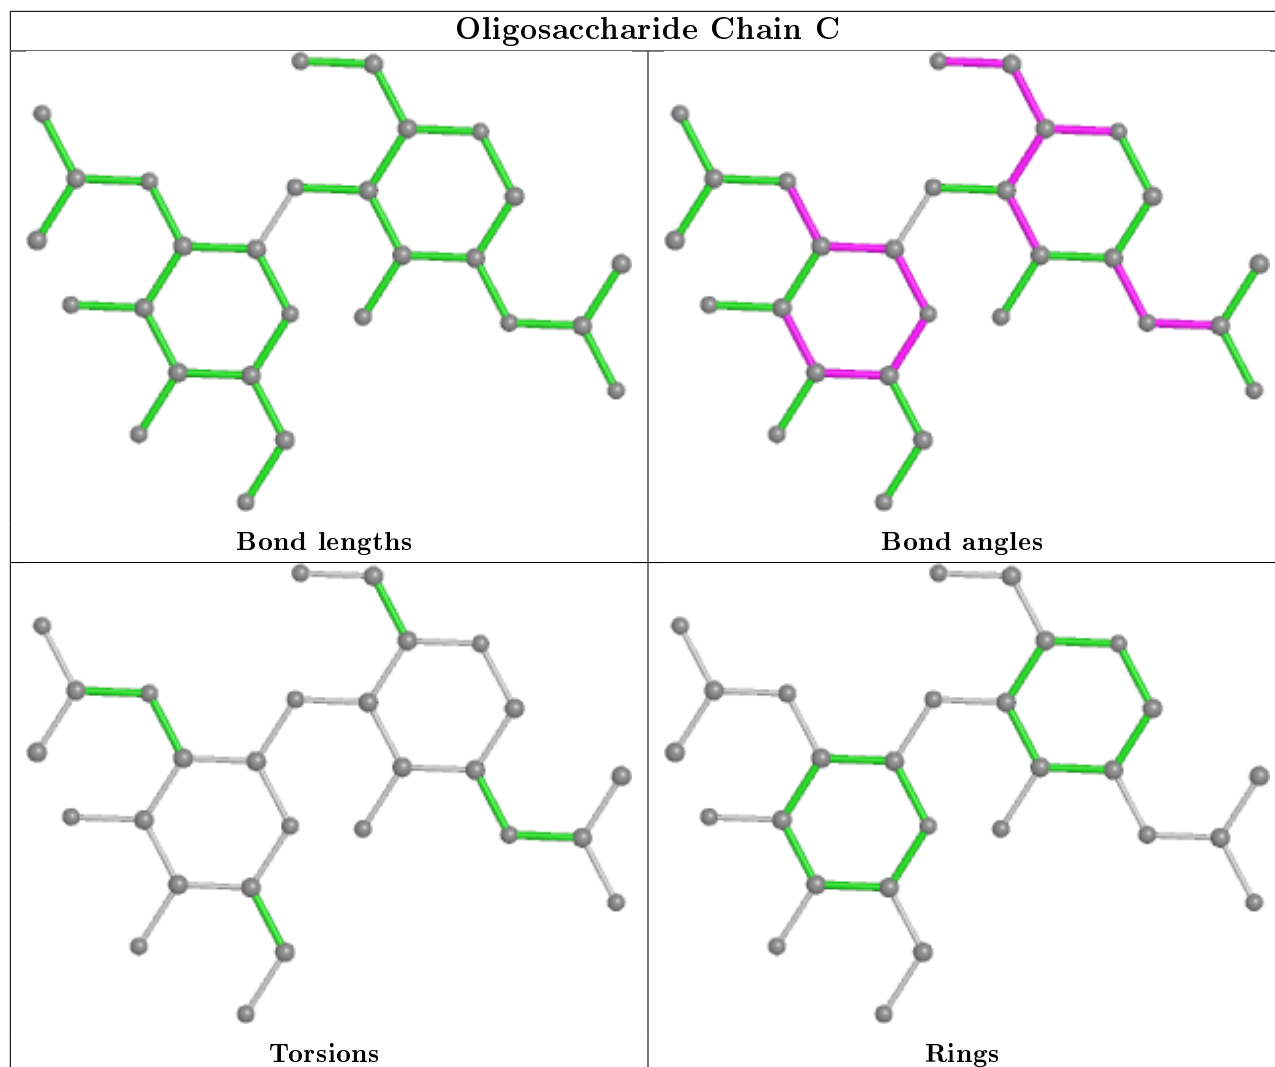 Oligosaccharide Chain C
Bond lengths
Bond angles
Torsions
Rings